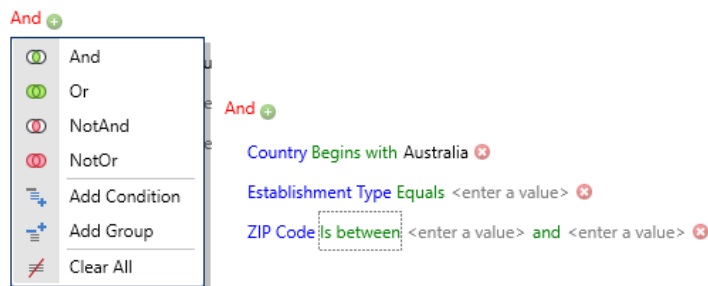 And
And
Or
NotAnd
NotOr
Add Condition
Add Group
Clear All
And
Country Begins with Australia
Establishment Type Equals <enter a value>
ZIP Code Is between <enter a value> and <enter a value>